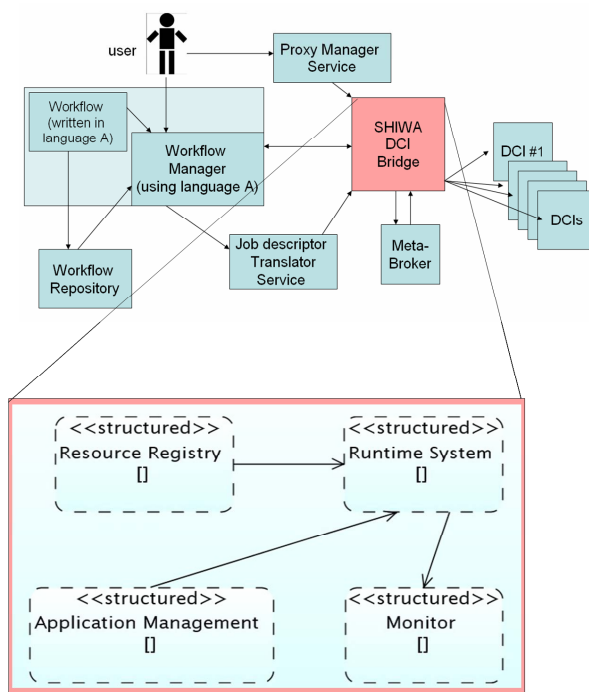 user
Proxy Manager
Service
Workflow
(written in
language A)
Workflow
Manager
(using language A)
SHIWA
DCI
Bridge
DCI #1
DCIs
Workflow
Repository
Job descriptor
Translator
Service
Meta-
Broker
<<structured>>
Resource Registry
[]
<<structured>>
Runtime System
[]
<<structured>>
Application Management
[]
<<structured>>
Monitor
[]